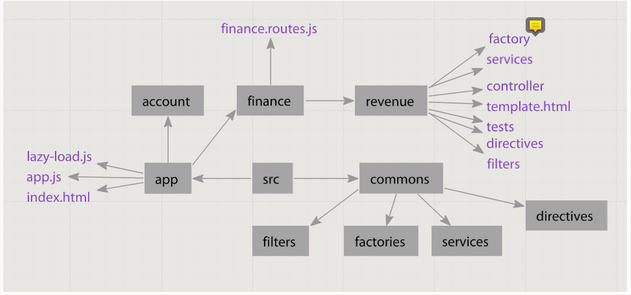 finance.routes.js
factory
services
account
finance
revenue
controller
template.html
tests
directives
filters
lazy-load.js
app.js
index.html
app
src
commons
directives
filters
factories
services